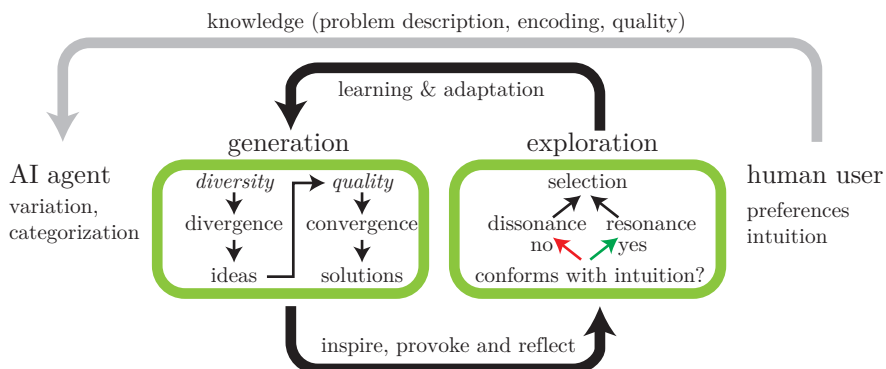 knowledge (problem description, encoding, quality)
learning & adaptation
generation
exploration
AI agent
variation,
categorization
diversity
divergence
ideas
quality
convergence
solutions
selection
dissonance
no
resonance
yes
conforms with intuition?
human user
preferences
intuition
inspire, provoke and reflect